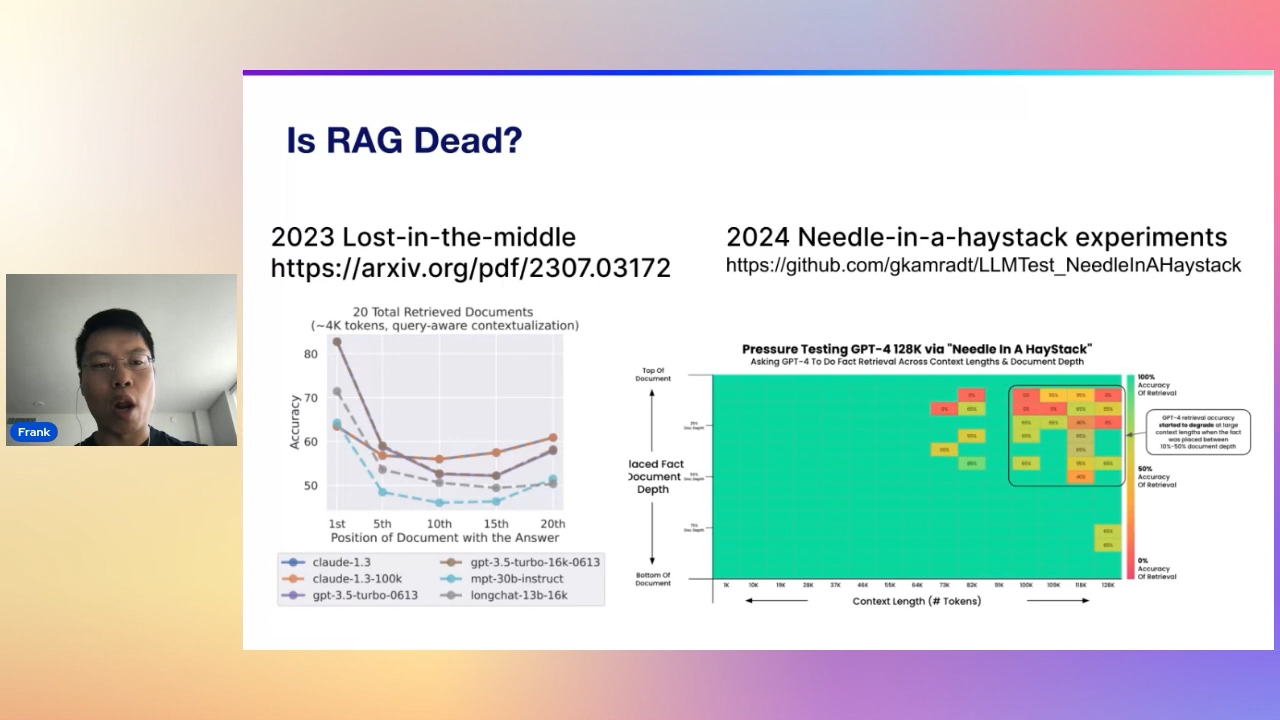 Is RAG Dead?
2023 Lost-in-the-middle
https://arxiv.org/pdf/2307.03172
2024 Needle-in-a-haystack experiments
https://github.com/gkamradt/LLMTest_NeedleInAHaystack
20 Total Retrieved Documents
(~4K tokens, query-aware contextualization)
80
70
60
50
Accuracy
1st 5th 10th 15th 20th
Position of Document with the Answer
claude-1.3
claude-1.3-100k
gpt-3.5-turbo-0613
gpt-3.5-turbo-16k-0613
mpt-30b-instruct
longchat-13b-16k
Pressure Testing GPT-4 128K via "Needle In A HayStack"
Asking GPT-4 To Do Fact Retrieval Across Context Lengths & Document Depth
Top Of
Document
laced Fact
Document
Depth
Bottom Of
Document
1K 10K 19K 28K 37K 46K 55K 64K 73K 82K 91K 100K 109K 118K 128K
Context Length (# Tokens)
100%
Accuracy
Of Retrieval
50%
Accuracy
Of Retrieval
0%
Accuracy
Of Retrieval
GPT-4 retrieval accuracy
started to degrade at large
context lengths when the fact
was placed between
10%-50% document depth
Frank